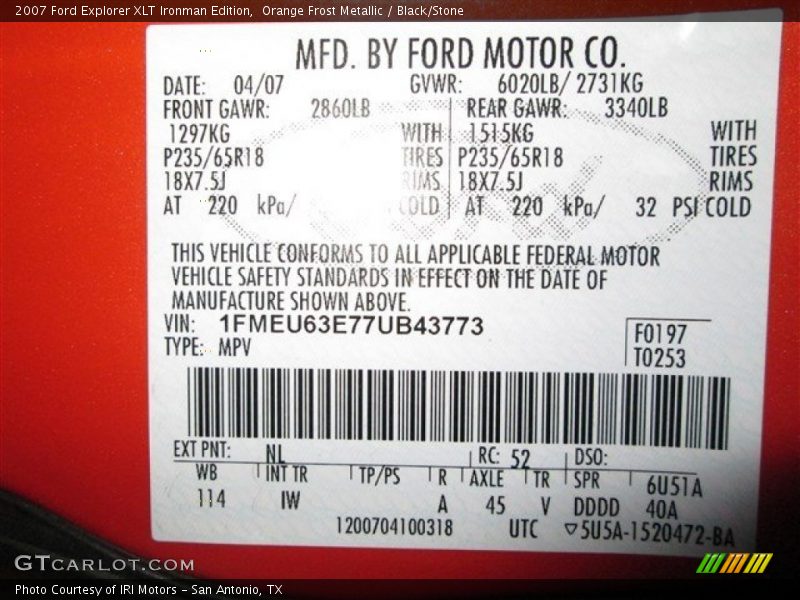 2007 Ford Explorer XLT Ironman Edition,  Orange Frost Metallic / Black/Stone
MFD. BY FORD MOTOR CO.
DATE: 04/07 GVWR: 6020LB/ 2731KG
FRONT GAWR: 2860LB REAR GAWR: 3340LB
1297KG WITH 1515KG WITH
P235/65R18 TIRES P235/65R18 TIRES
18X7.5J RIMS 18X7.5J RIMS
AT 220 kPa/ COLD AT 220 kPa/ 32 PSI COLD
THIS VEHICLE CONFORMS TO ALL APPLICABLE FEDERAL MOTOR
VEHICLE SAFETY STANDARDS IN EFFECT ON THE DATE OF
MANUFACTURE SHOWN ABOVE.
VIN: 1FMEU63E77UB43773
F0197
TYPE: MPV T0253
EXT PNT: NL RC: 52 DSO:
WB INT TR TP/PS R AXLE TR SPR 6U51A
114 IW A 45 V DDDD 40A
1200704100318 UTC ▽5U5A-1520472-BA
GTCARLOT.COM
Photo Courtesy of IRI Motors – San Antonio, TX